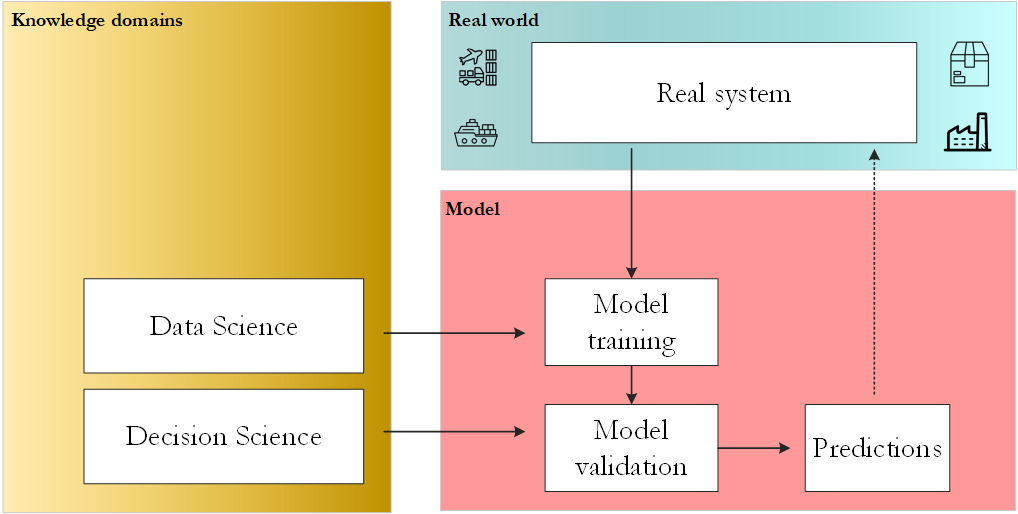 Knowledge domains
Real world
Real system
Model
Data Science
Model
training
Decision Science
Model
validation
Predictions